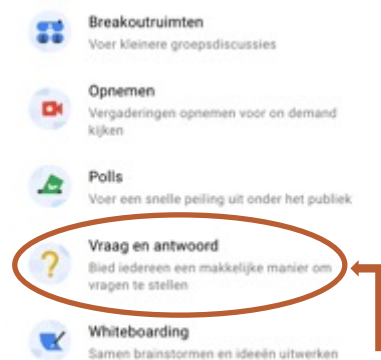 Breakoutruimten
Voer kleinere groepsdiscussies
Opnemen
Vergaderingen opnemen voor on demand
kijken
Polls
Voer een snelle peiling uit onder het publiek
Vraag en antwoord
Bied iedereen een makkelijke manier om
vragen te stellen
Whiteboarding
Samen brainstormen en ideeën uitwerken